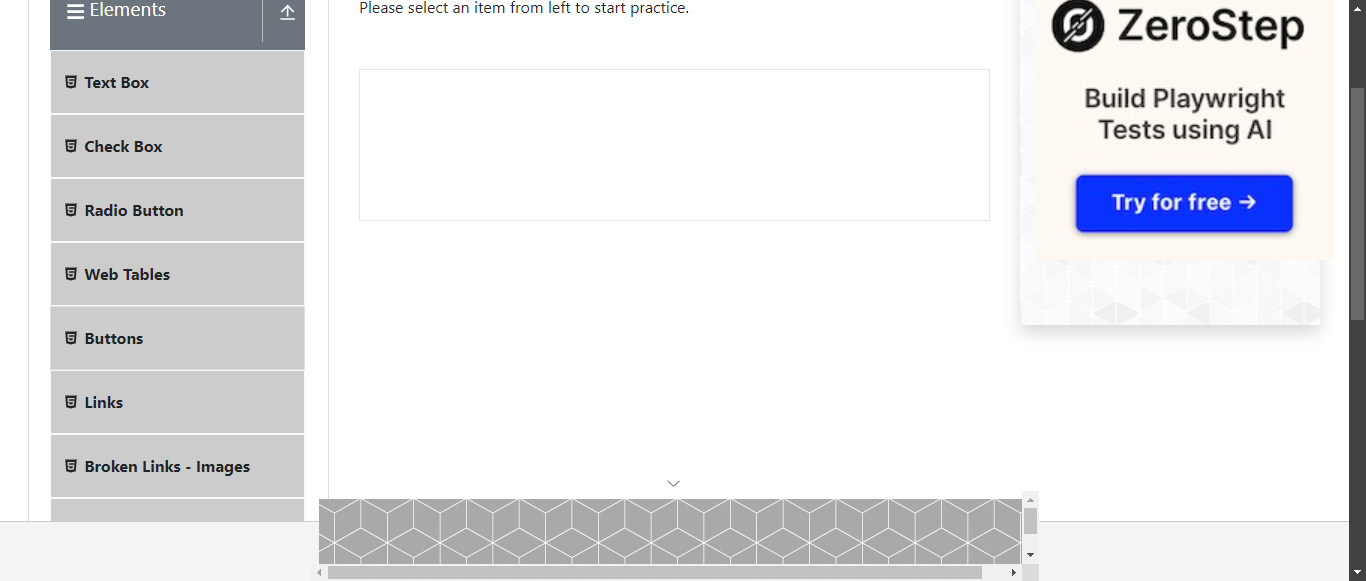 Elements
Text Box
Check Box
Radio Button
Web Tables
Buttons
Links
Broken Links - Images
Please select an item from left to start practice.
ZeroStep
Build Playwright
Tests using AI
Try for free →